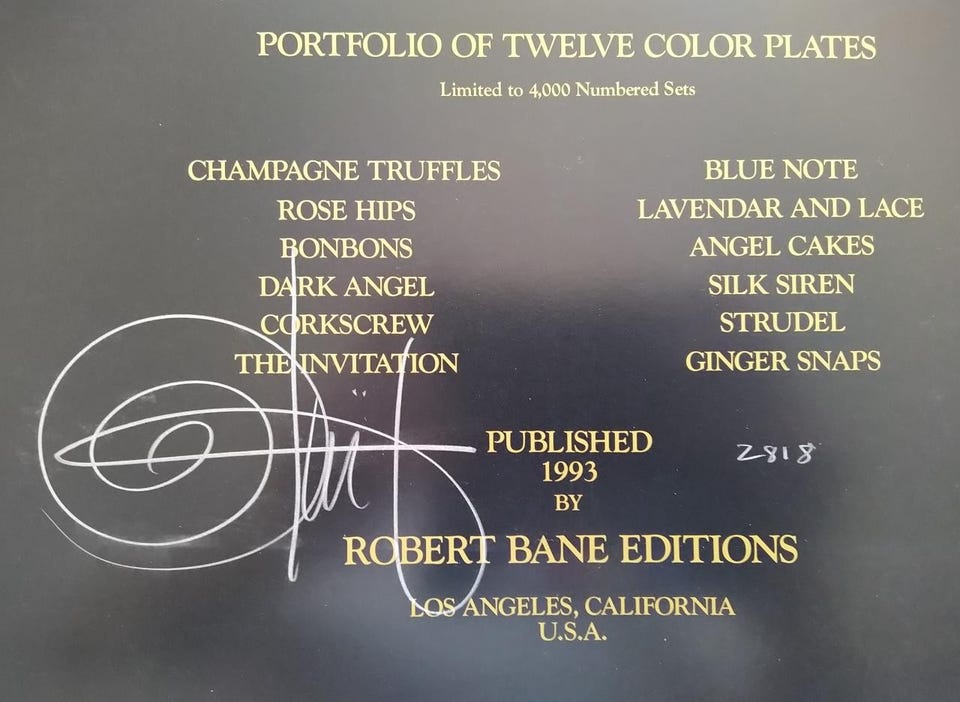 PORTFOLIO OF TWELVE COLOR PLATES
Limited to 4,000 Numbered Sets
CHAMPAGNE TRUFFLES
ROSE HIPS
BONBONS
DARK ANGEL
CORKSCREW
THE INVITATION
BLUE NOTE
LAVENDAR AND LACE
ANGEL CAKES
SILK SIREN
STRUDEL
GINGER SNAPS
PUBLISHED
1993
BY
2818
ROBERT BANE EDITIONS
LOS ANGELES, CALIFORNIA
U.S.A.